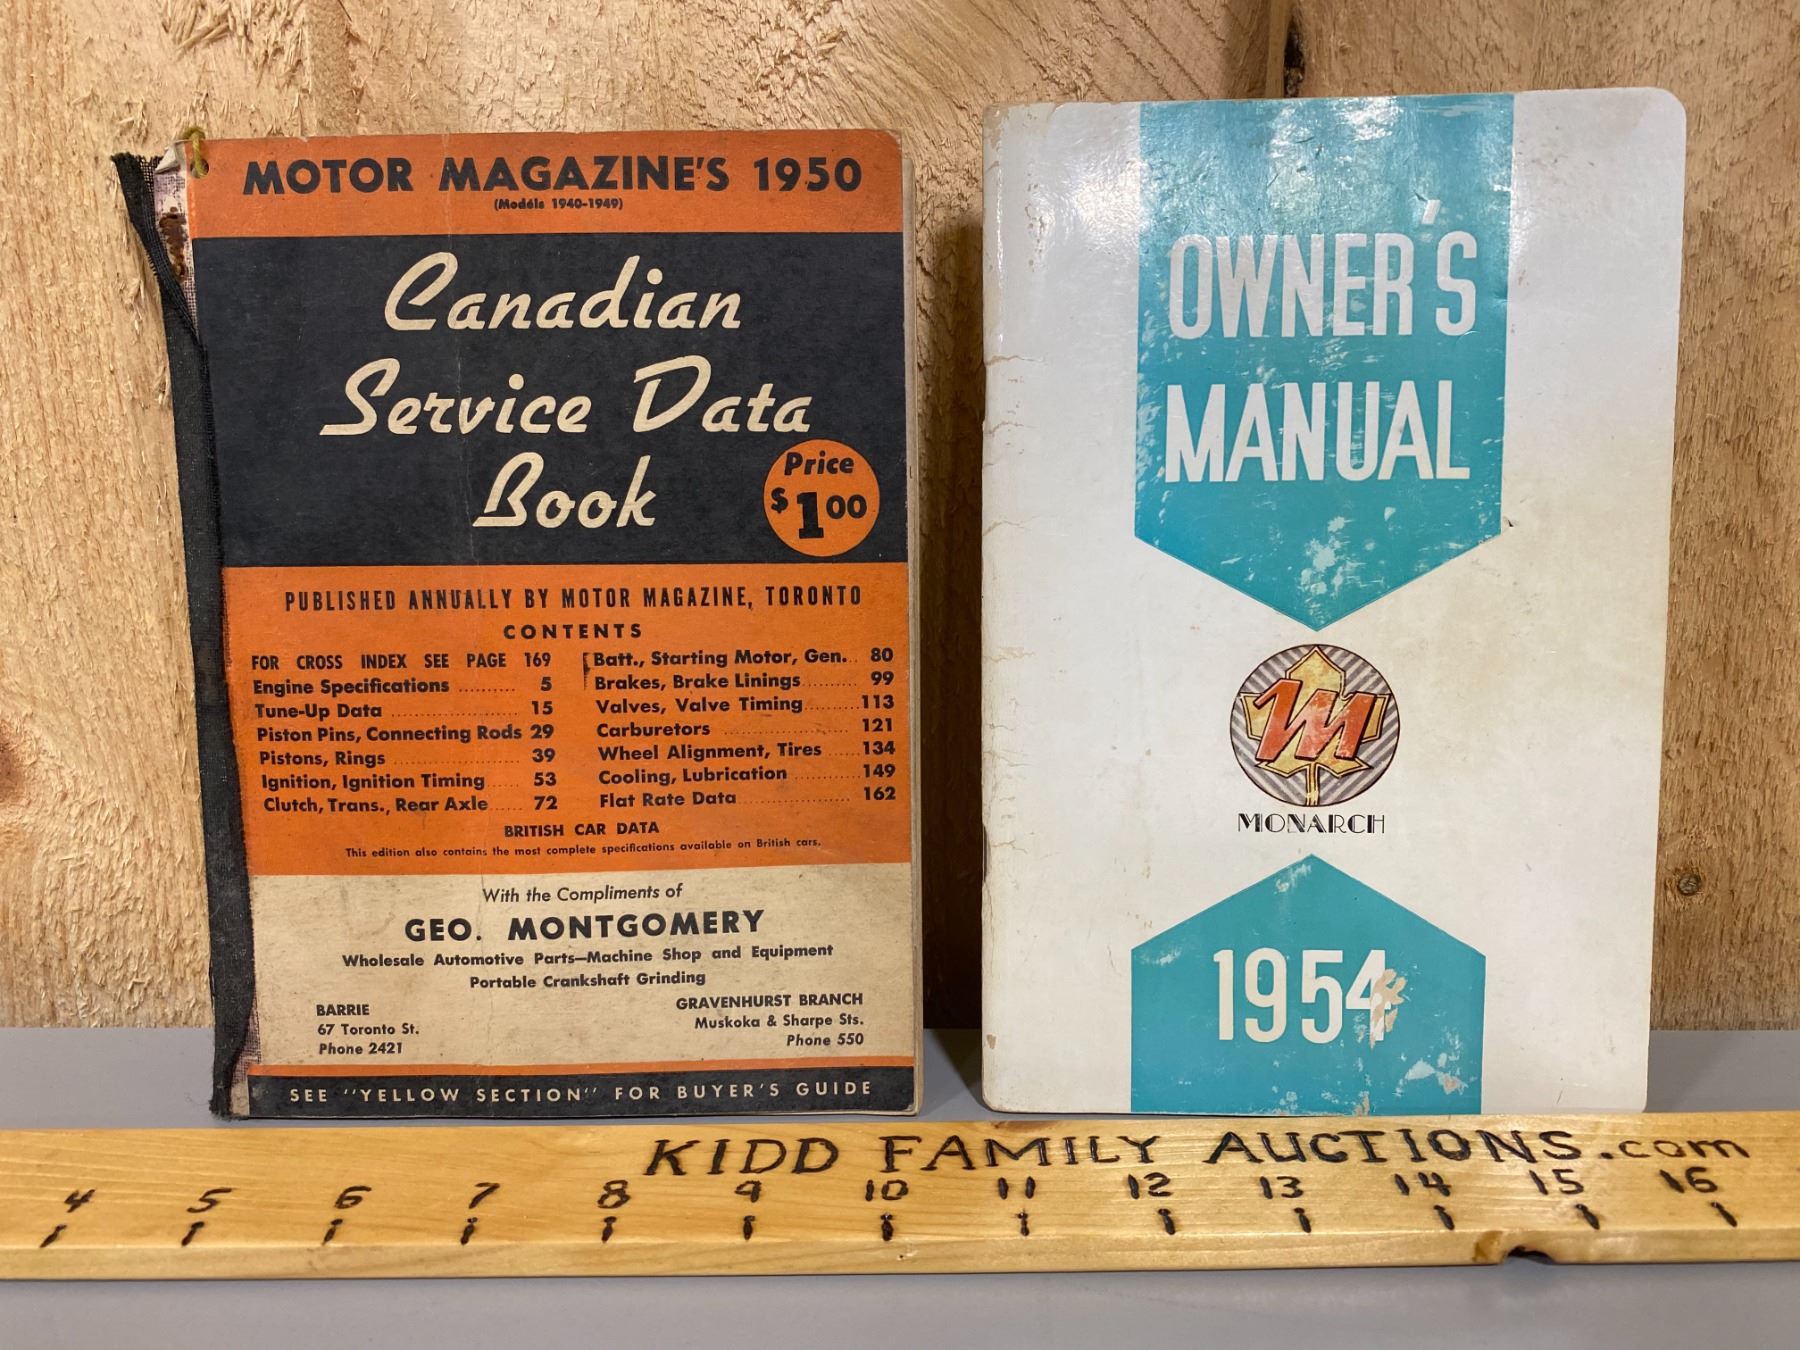 MOTOR MAGAZINE'S 1950
(Models 1940-1949)
Canadian
Service Data
Book
Price
$1.00
PUBLISHED ANNUALLY BY MOTOR MAGAZINE, TORONTO
CONTENTS
FOR CROSS INDEX SEE PAGE 169
Engine Specifications .......... 5
Tune-Up Data .......... 15
Piston Pins, Connecting Rods 29
Pistons, Rings .......... 39
Ignition, Ignition Timing ..... 53
Clutch, Trans., Rear Axle ..... 72
Batt., Starting Motor, Gen. .. 80
Brakes, Brake Linings .......... 99
Valves, Valve Timing .......... 113
Carburetors .......... 121
Wheel Alignment, Tires ..... 134
Cooling, Lubrication .......... 149
Flat Rate Data .......... 162
BRITISH CAR DATA
This edition also contains the most complete specifications available on British cars.
With the Compliments of
GEO. MONTGOMERY
Wholesale Automotive Parts—Machine Shop and Equipment
Portable Crankshaft Grinding
BARRIE
67 Toronto St.
Phone 2421
GRAVENHURST BRANCH
Muskoka & Sharpe Sts.
Phone 550
SEE "YELLOW SECTION" FOR BUYER'S GUIDE
OWNER'S
MANUAL
M
MONARCH
1954
KIDD FAMILY AUCTIONS.com
4 5 6 7 8 9 10 11 12 13 14 15 16